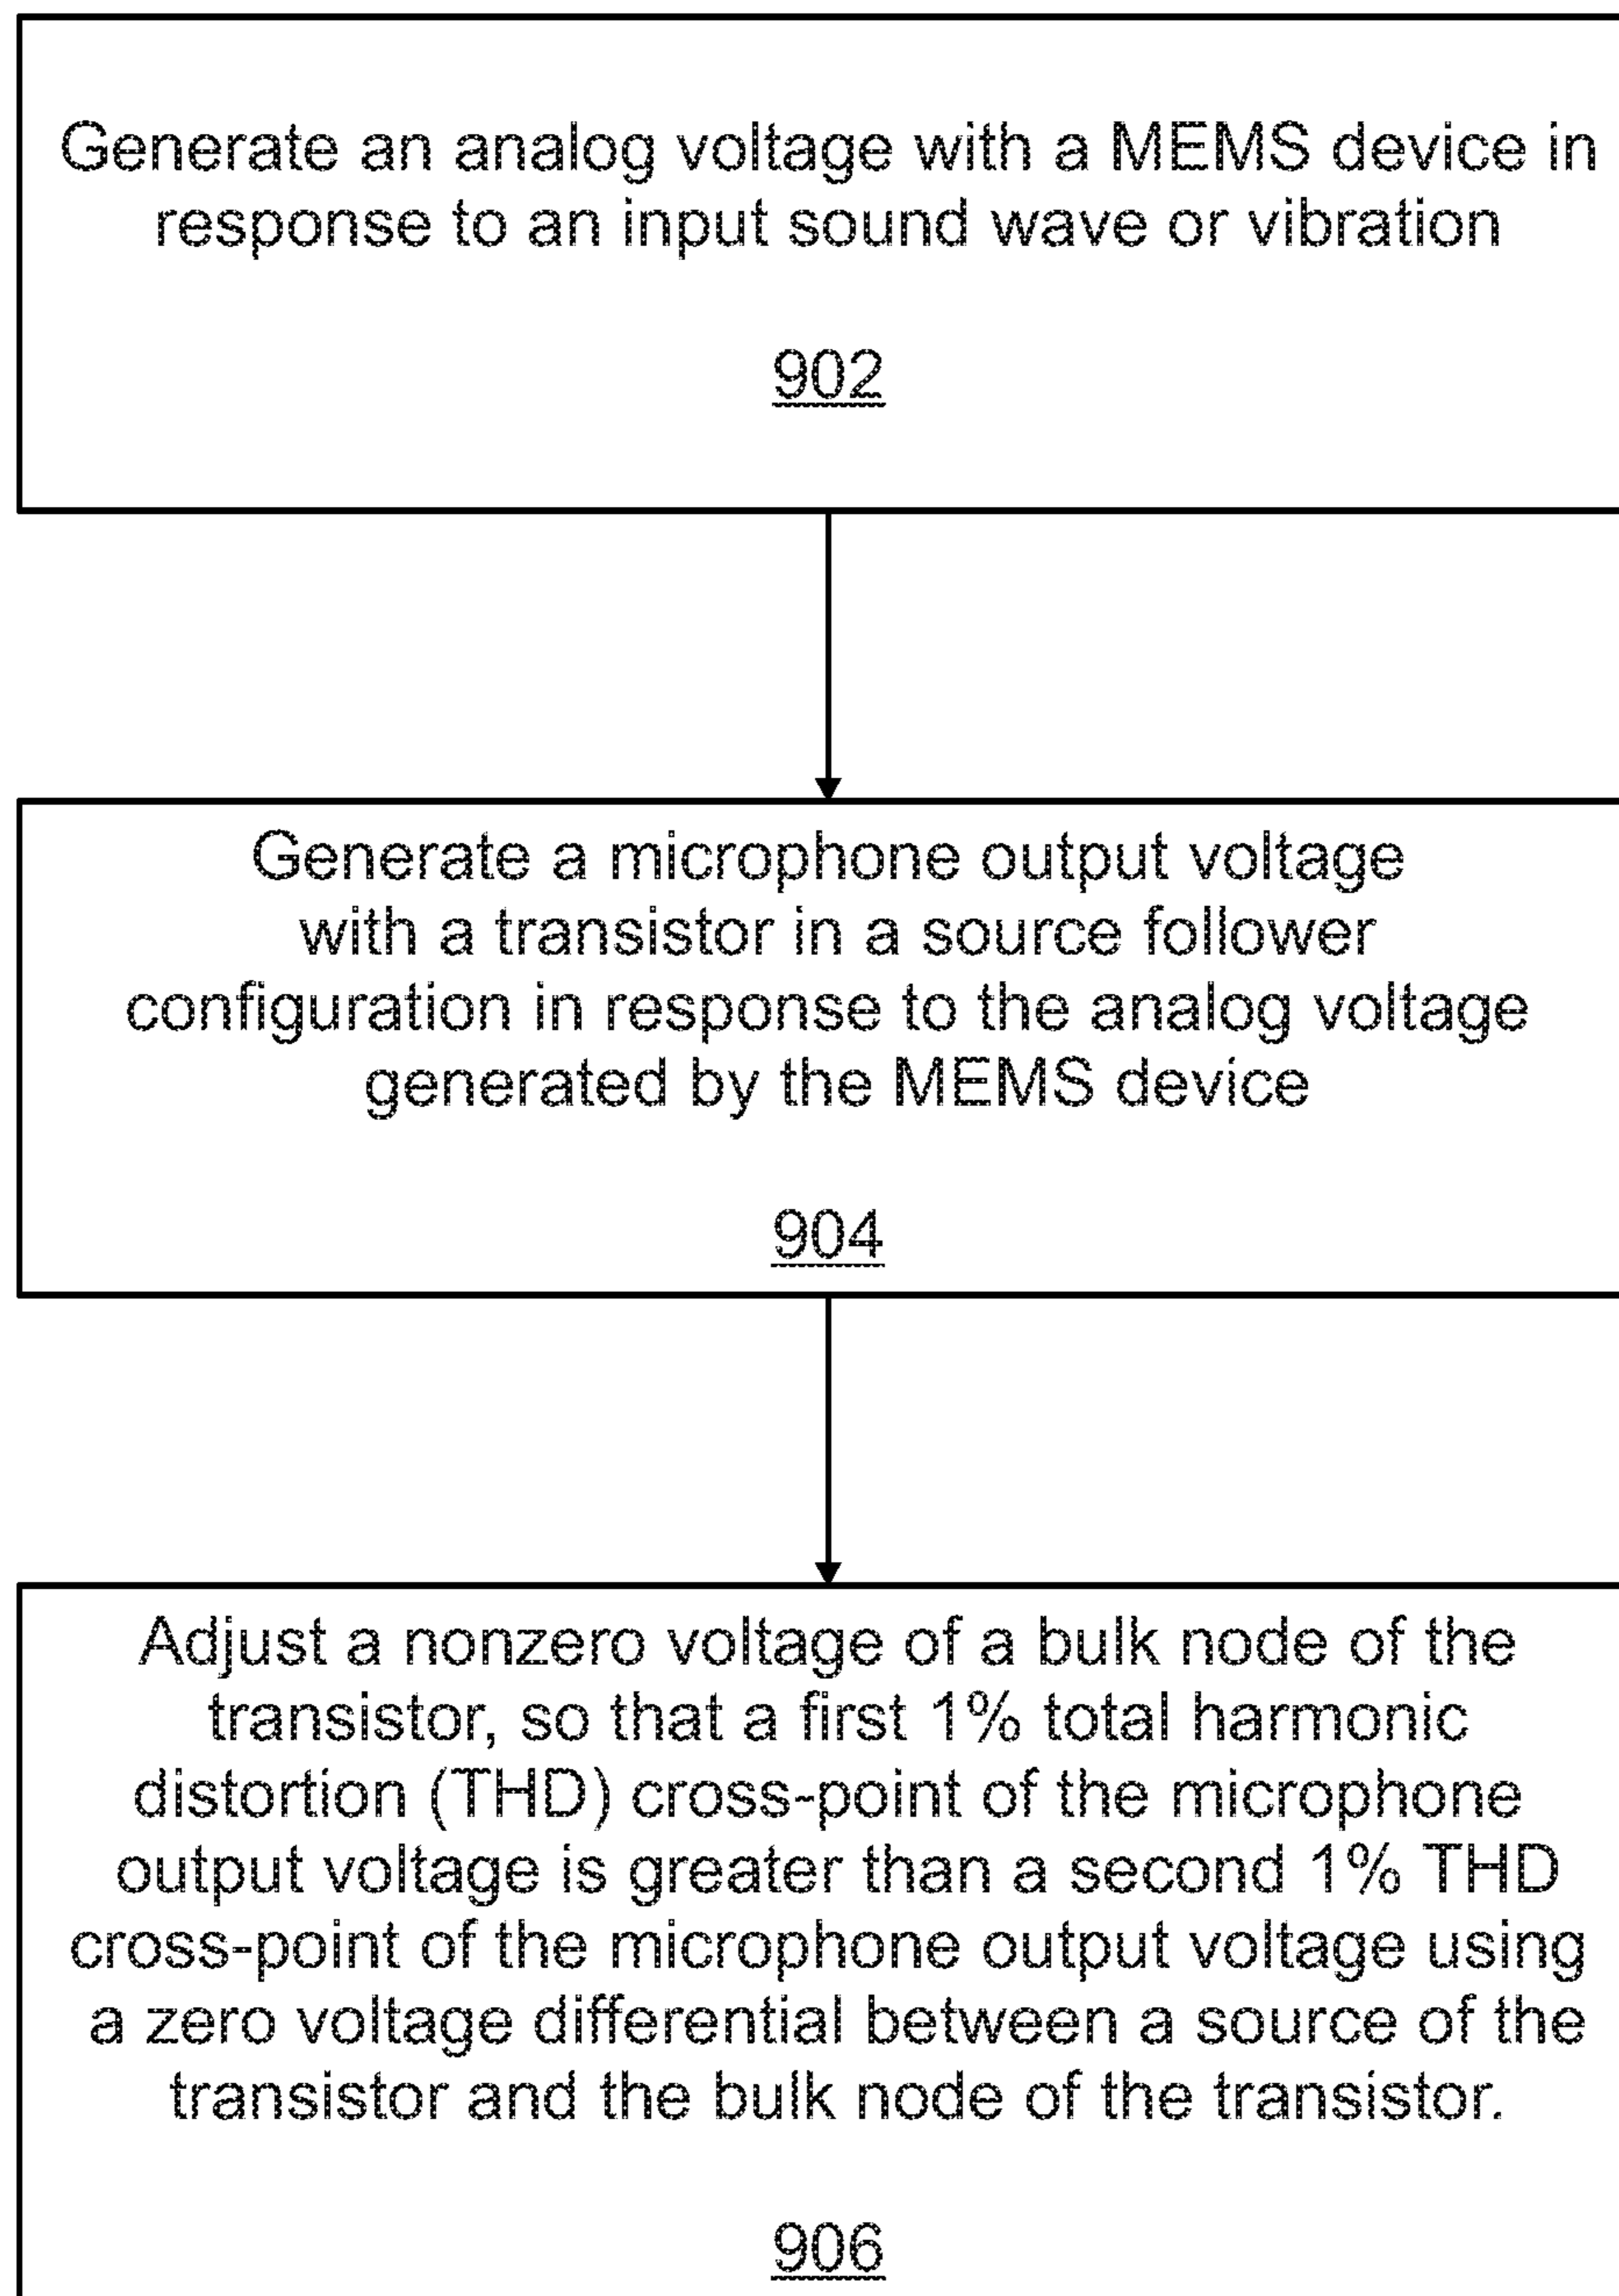 Generate an analog voltage with a MEMS device in
response to an input sound wave or vibration
902
Generate a microphone output voltage
with a transistor in a source follower
configuration in response to the analog voltage
generated by the MEMS device
904
Adjust a nonzero voltage of a bulk node of the
transistor, so that a first 1% total harmonic
distortion (THD) cross-point of the microphone
output voltage is greater than a second 1% THD
cross-point of the microphone output voltage using
a zero voltage differential between a source of the
transistor and the bulk node of the transistor.
906